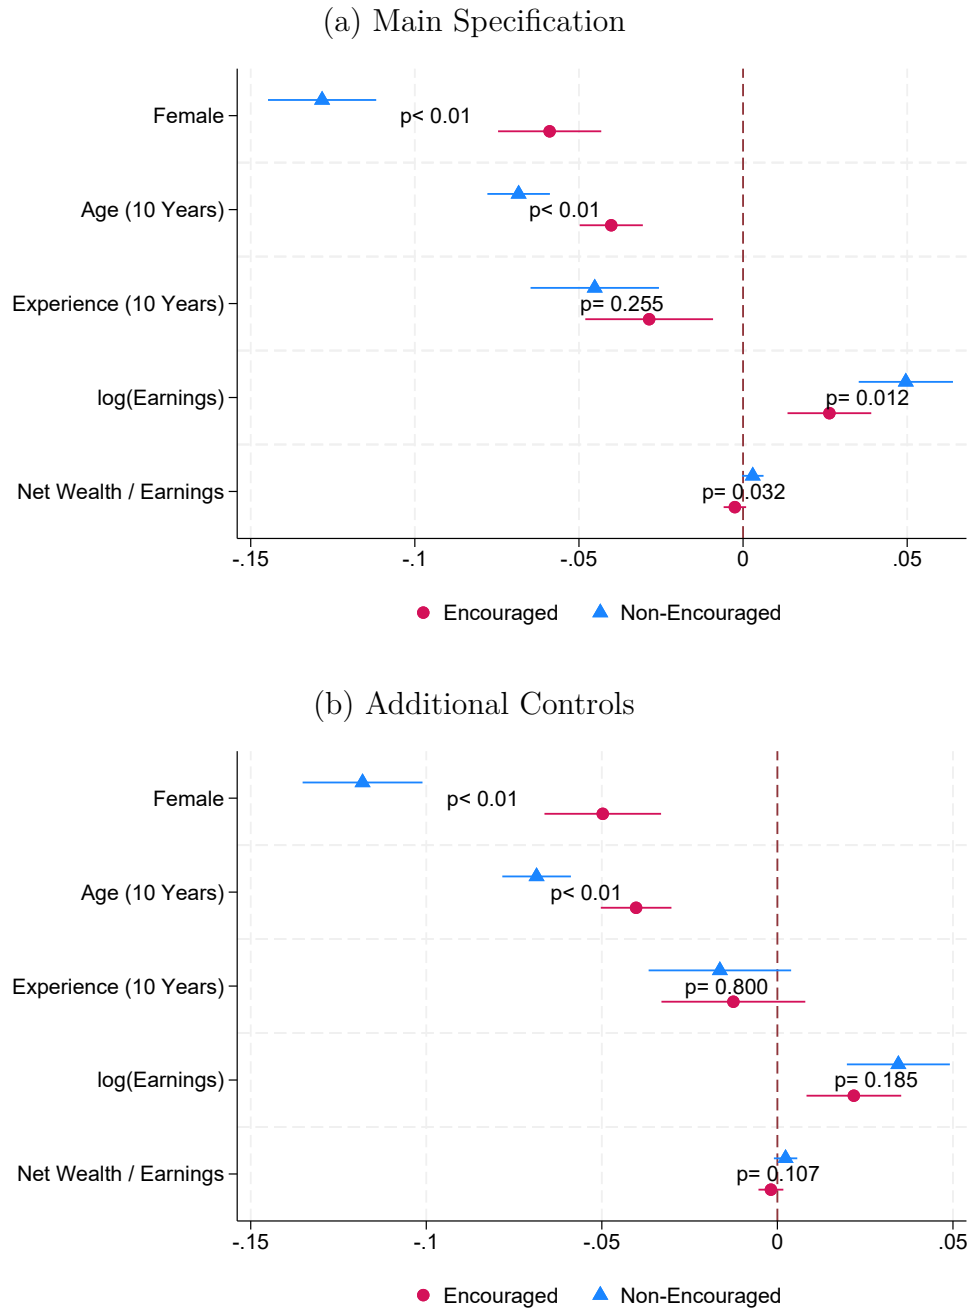 (a) Main Specification
Female
p< 0.01
Age (10 Years)
p< 0.01
Experience (10 Years)
p= 0.255
log(Earnings)
p= 0.012
Net Wealth / Earnings
p= 0.032
-.15 -.1 -.05 0 .05
Encouraged Non-Encouraged
(b) Additional Controls
Female
p< 0.01
Age (10 Years)
p< 0.01
Experience (10 Years)
p= 0.800
log(Earnings)
p= 0.185
Net Wealth / Earnings
p= 0.107
-.15 -.1 -.05 0 .05
Encouraged Non-Encouraged